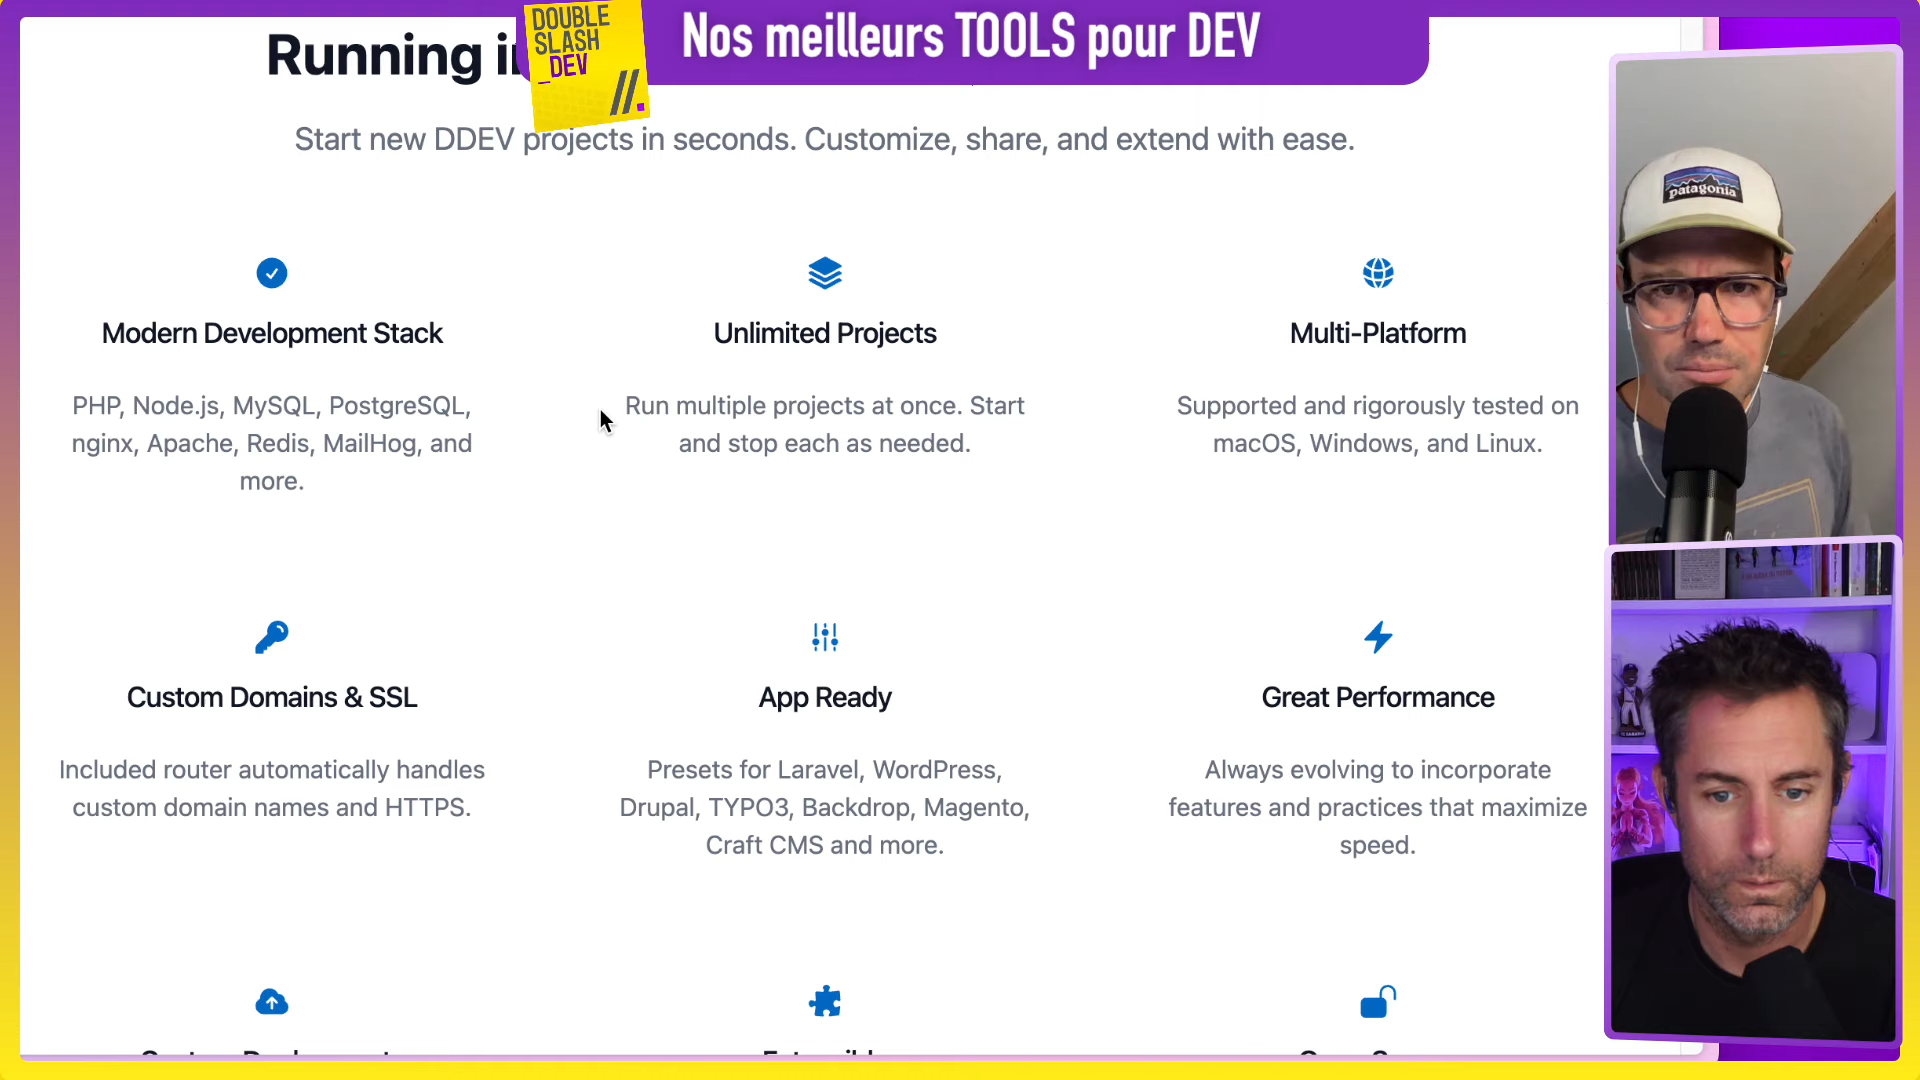 DOUBLE
SLASH
_DEV
//.
Nos meilleurs TOOLS pour DEV
Running
Start new DDEV projects in seconds. Customize, share, and extend with ease.
Modern Development Stack
PHP, Node.js, MySQL, PostgreSQL,
nginx, Apache, Redis, MailHog, and
more.
Unlimited Projects
Run multiple projects at once. Start
and stop each as needed.
Multi-Platform
Supported and rigorously tested on
macOS, Windows, and Linux.
Custom Domains & SSL
Included router automatically handles
custom domain names and HTTPS.
App Ready
Presets for Laravel, WordPress,
Drupal, TYPO3, Backdrop, Magento,
Craft CMS and more.
Great Performance
Always evolving to incorporate
features and practices that maximize
speed.
patagonia